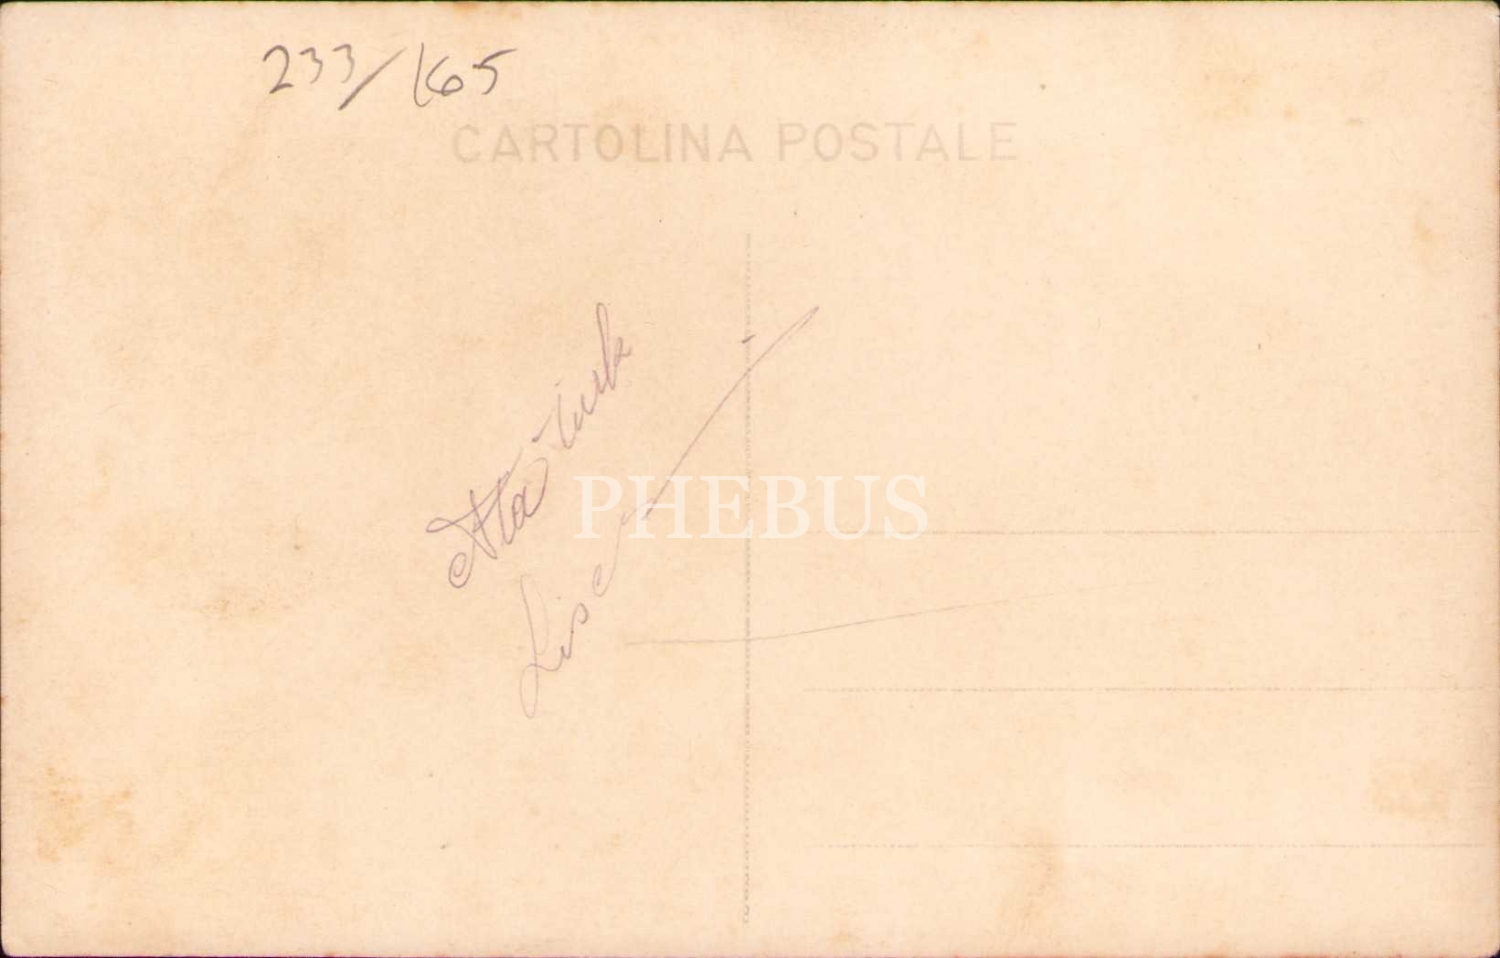 233/165
CARTOLINA POSTALE
Atatürk
Lisesi
PHEBUS